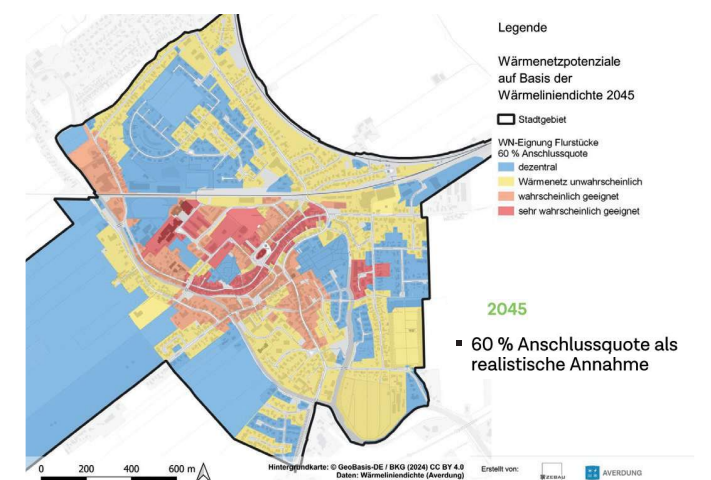 Legende
Wärmenetzpotenziale
auf Basis der
Wärmeliniendichte 2045
Stadtgebiet
WN-Eignung Flurstücke
60 % Anschlussquote
dezentral
Wärmenetz unwahrscheinlich
wahrscheinlich geeignet
sehr wahrscheinlich geeignet
2045
▪ 60 % Anschlussquote als
realistische Annahme
0 200 400 600 m
Hintergrundkarte: © GeoBasis-DE / BKG (2024) CC BY 4.0
Daten: Wärmeliniendichte (Averdung)
Erstellt von:
ZEBAU
AVERDUNG